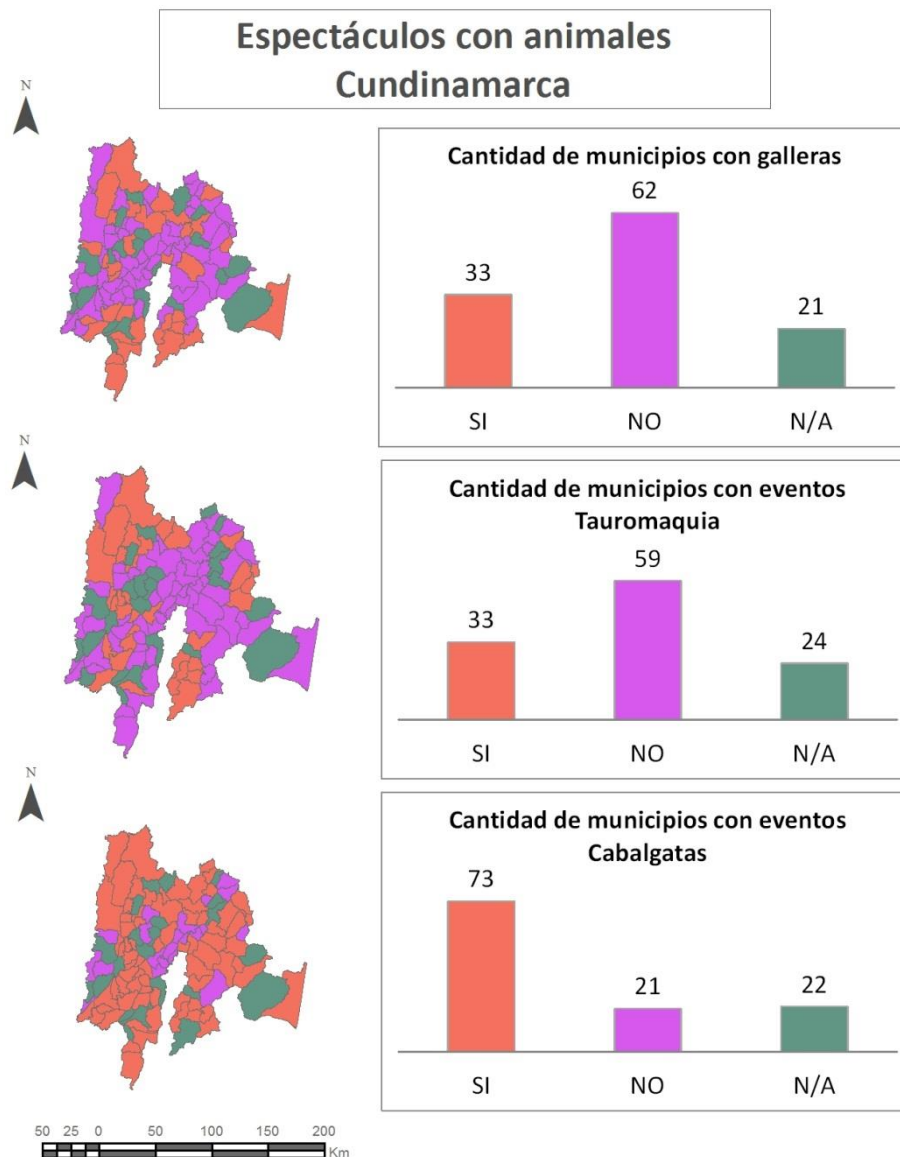 Espectáculos con animales
Cundinamarca
N
Cantidad de municipios con galleras
62
33
21
SI
NO
N/A
N
Cantidad de municipios con eventos
Tauromaquia
59
33
24
SI
NO
N/A
N
Cantidad de municipios con eventos
Cabalgatas
73
21
22
SI
NO
N/A
50 25 0 50 100 150 200
Km